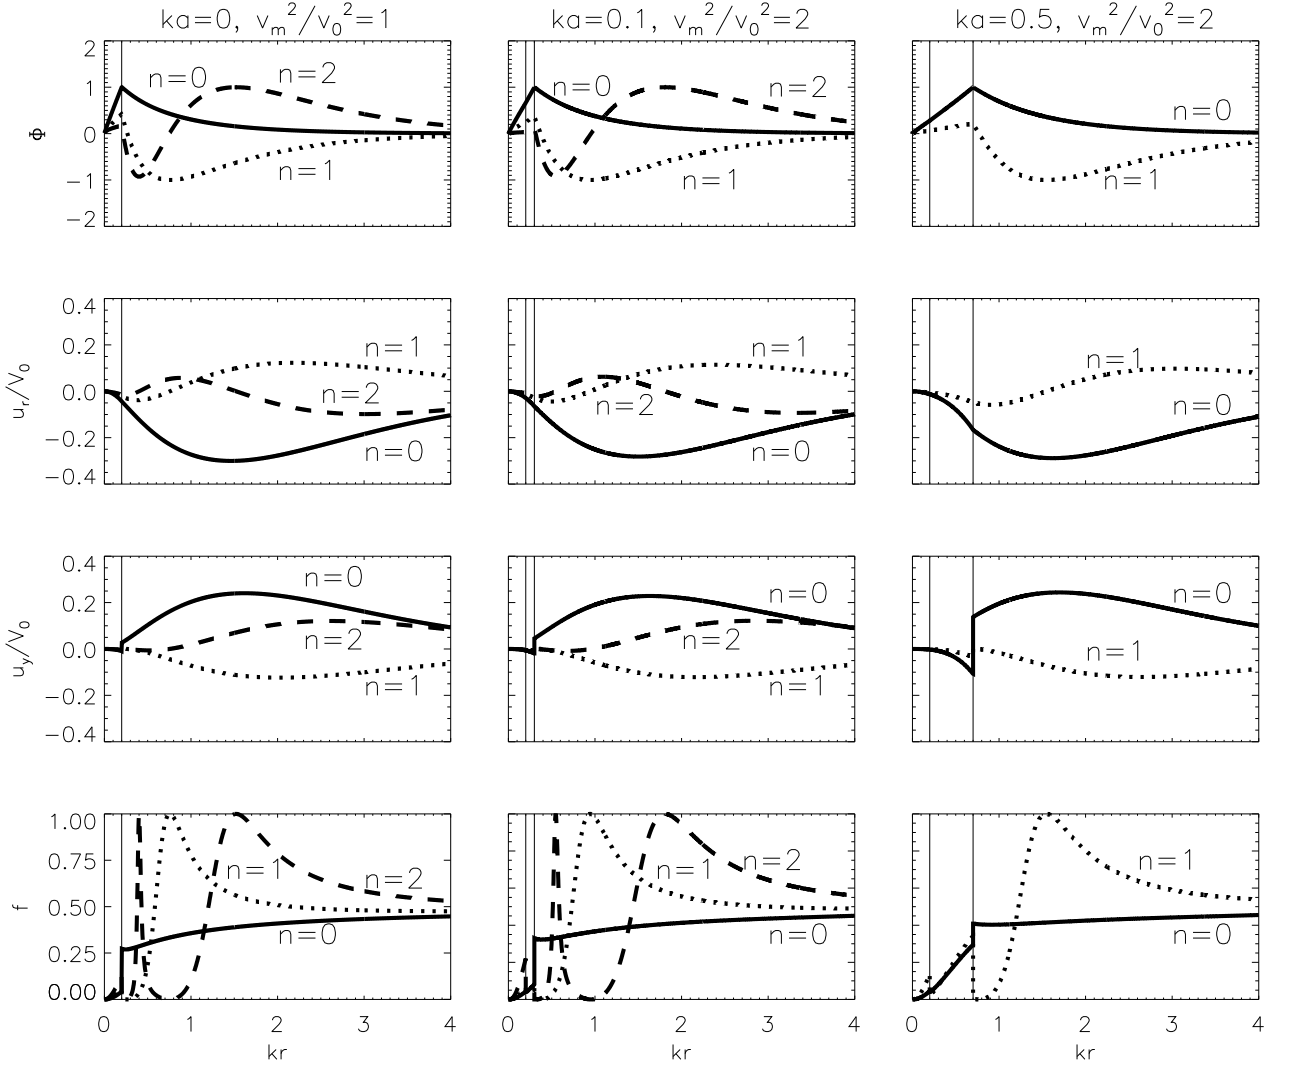 ka=0, v_m^2/v_0^2=1
ka=0.1, v_m^2/v_0^2=2
ka=0.5, v_m^2/v_0^2=2
Φ
2
1
0
−1
−2
n=0
n=2
n=1
n=0
n=2
n=1
n=0
n=1
u_r/v_0
0.4
0.2
0.0
−0.2
−0.4
n=1
n=2
n=0
n=1
n=2
n=0
n=1
n=0
u_y/v_0
0.4
0.2
0.0
−0.2
−0.4
n=0
n=2
n=1
n=0
n=2
n=1
n=0
n=1
f
1.00
0.75
0.50
0.25
0.00
n=1
n=2
n=0
n=1
n=2
n=0
n=1
n=0
0 1 2 3 4
0 1 2 3 4
0 1 2 3 4
kr
kr
kr